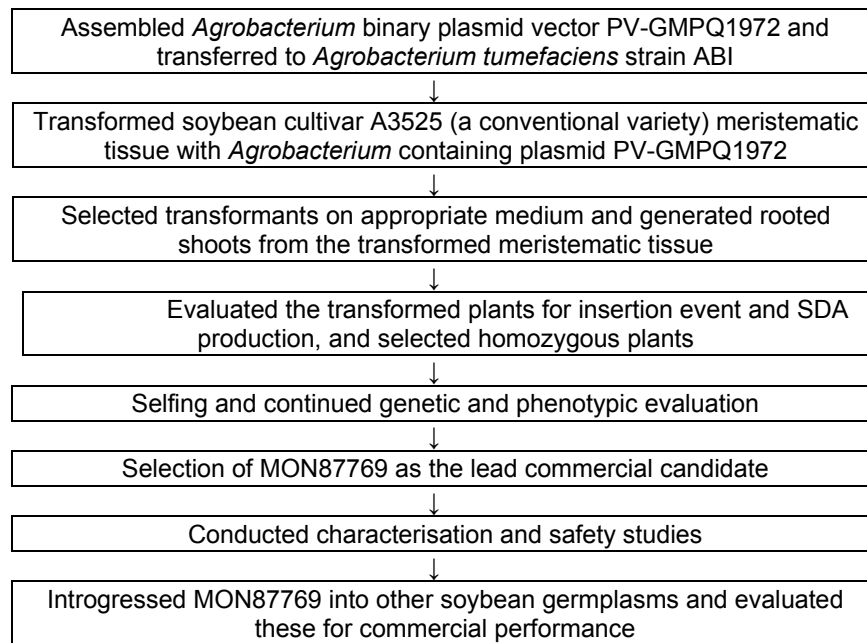 Assembled Agrobacterium binary plasmid vector PV-GMPQ1972 and
transferred to Agrobacterium tumefaciens strain ABI
↓
Transformed soybean cultivar A3525 (a conventional variety) meristematic
tissue with Agrobacterium containing plasmid PV-GMPQ1972
↓
Selected transformants on appropriate medium and generated rooted
shoots from the transformed meristematic tissue
↓
Evaluated the transformed plants for insertion event and SDA
production, and selected homozygous plants
↓
Selfing and continued genetic and phenotypic evaluation
↓
Selection of MON87769 as the lead commercial candidate
↓
Conducted characterisation and safety studies
↓
Introgressed MON87769 into other soybean germplasms and evaluated
these for commercial performance